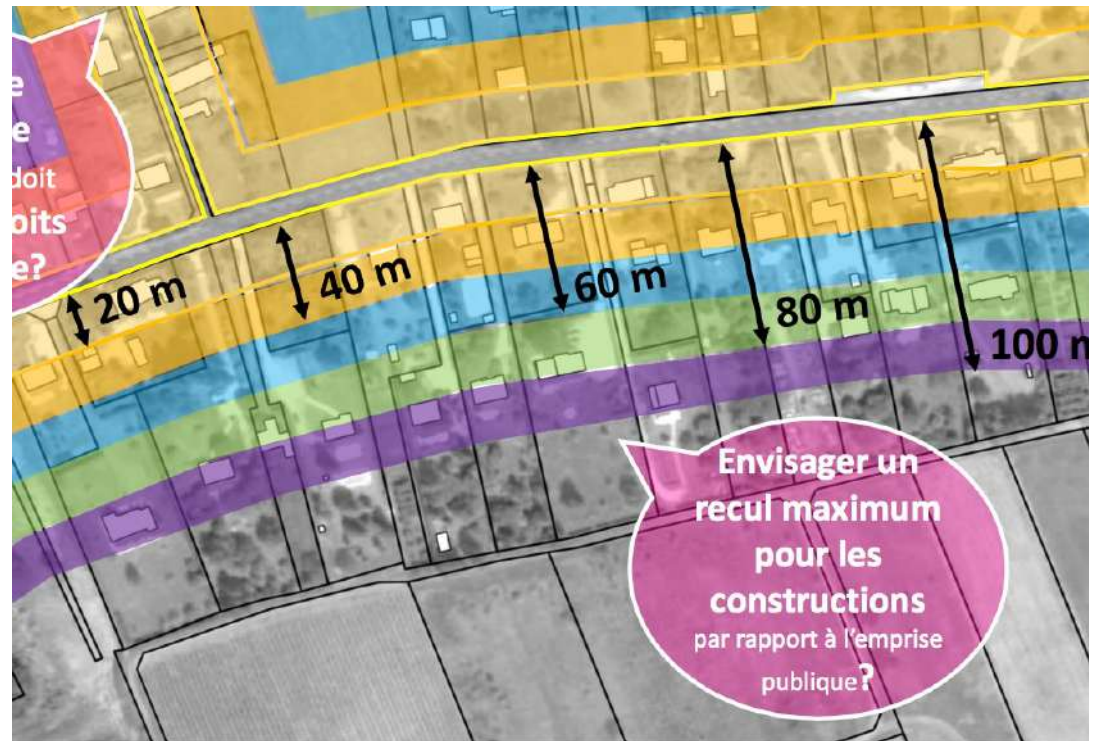 e
e
doit
oits
e?
20 m
40 m
60 m
80 m
100 m
Envisager un
recul maximum
pour les
constructions
par rapport à l'emprise
publique?